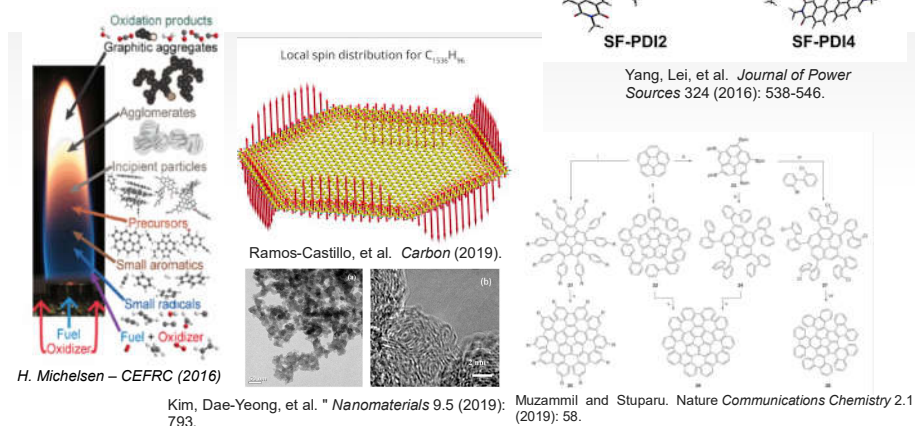 Oxidation products
Graphitic aggregates
Agglomerates
Incipient particles
Precursors
Small aromatics
Small radicals
Fuel + Oxidizer
Fuel
Oxidizer
H. Michelsen – CEFRC (2016)
Local spin distribution for C1536H96
Ramos-Castillo, et al. Carbon (2019).
(a)
(b)
Kim, Dae-Yeong, et al. " Nanomaterials 9.5 (2019):
793.
SF-PDI2
SF-PDI4
Yang, Lei, et al. Journal of Power
Sources 324 (2016): 538-546.
Muzammil and Stuparu. Nature Communications Chemistry 2.1
(2019): 58.